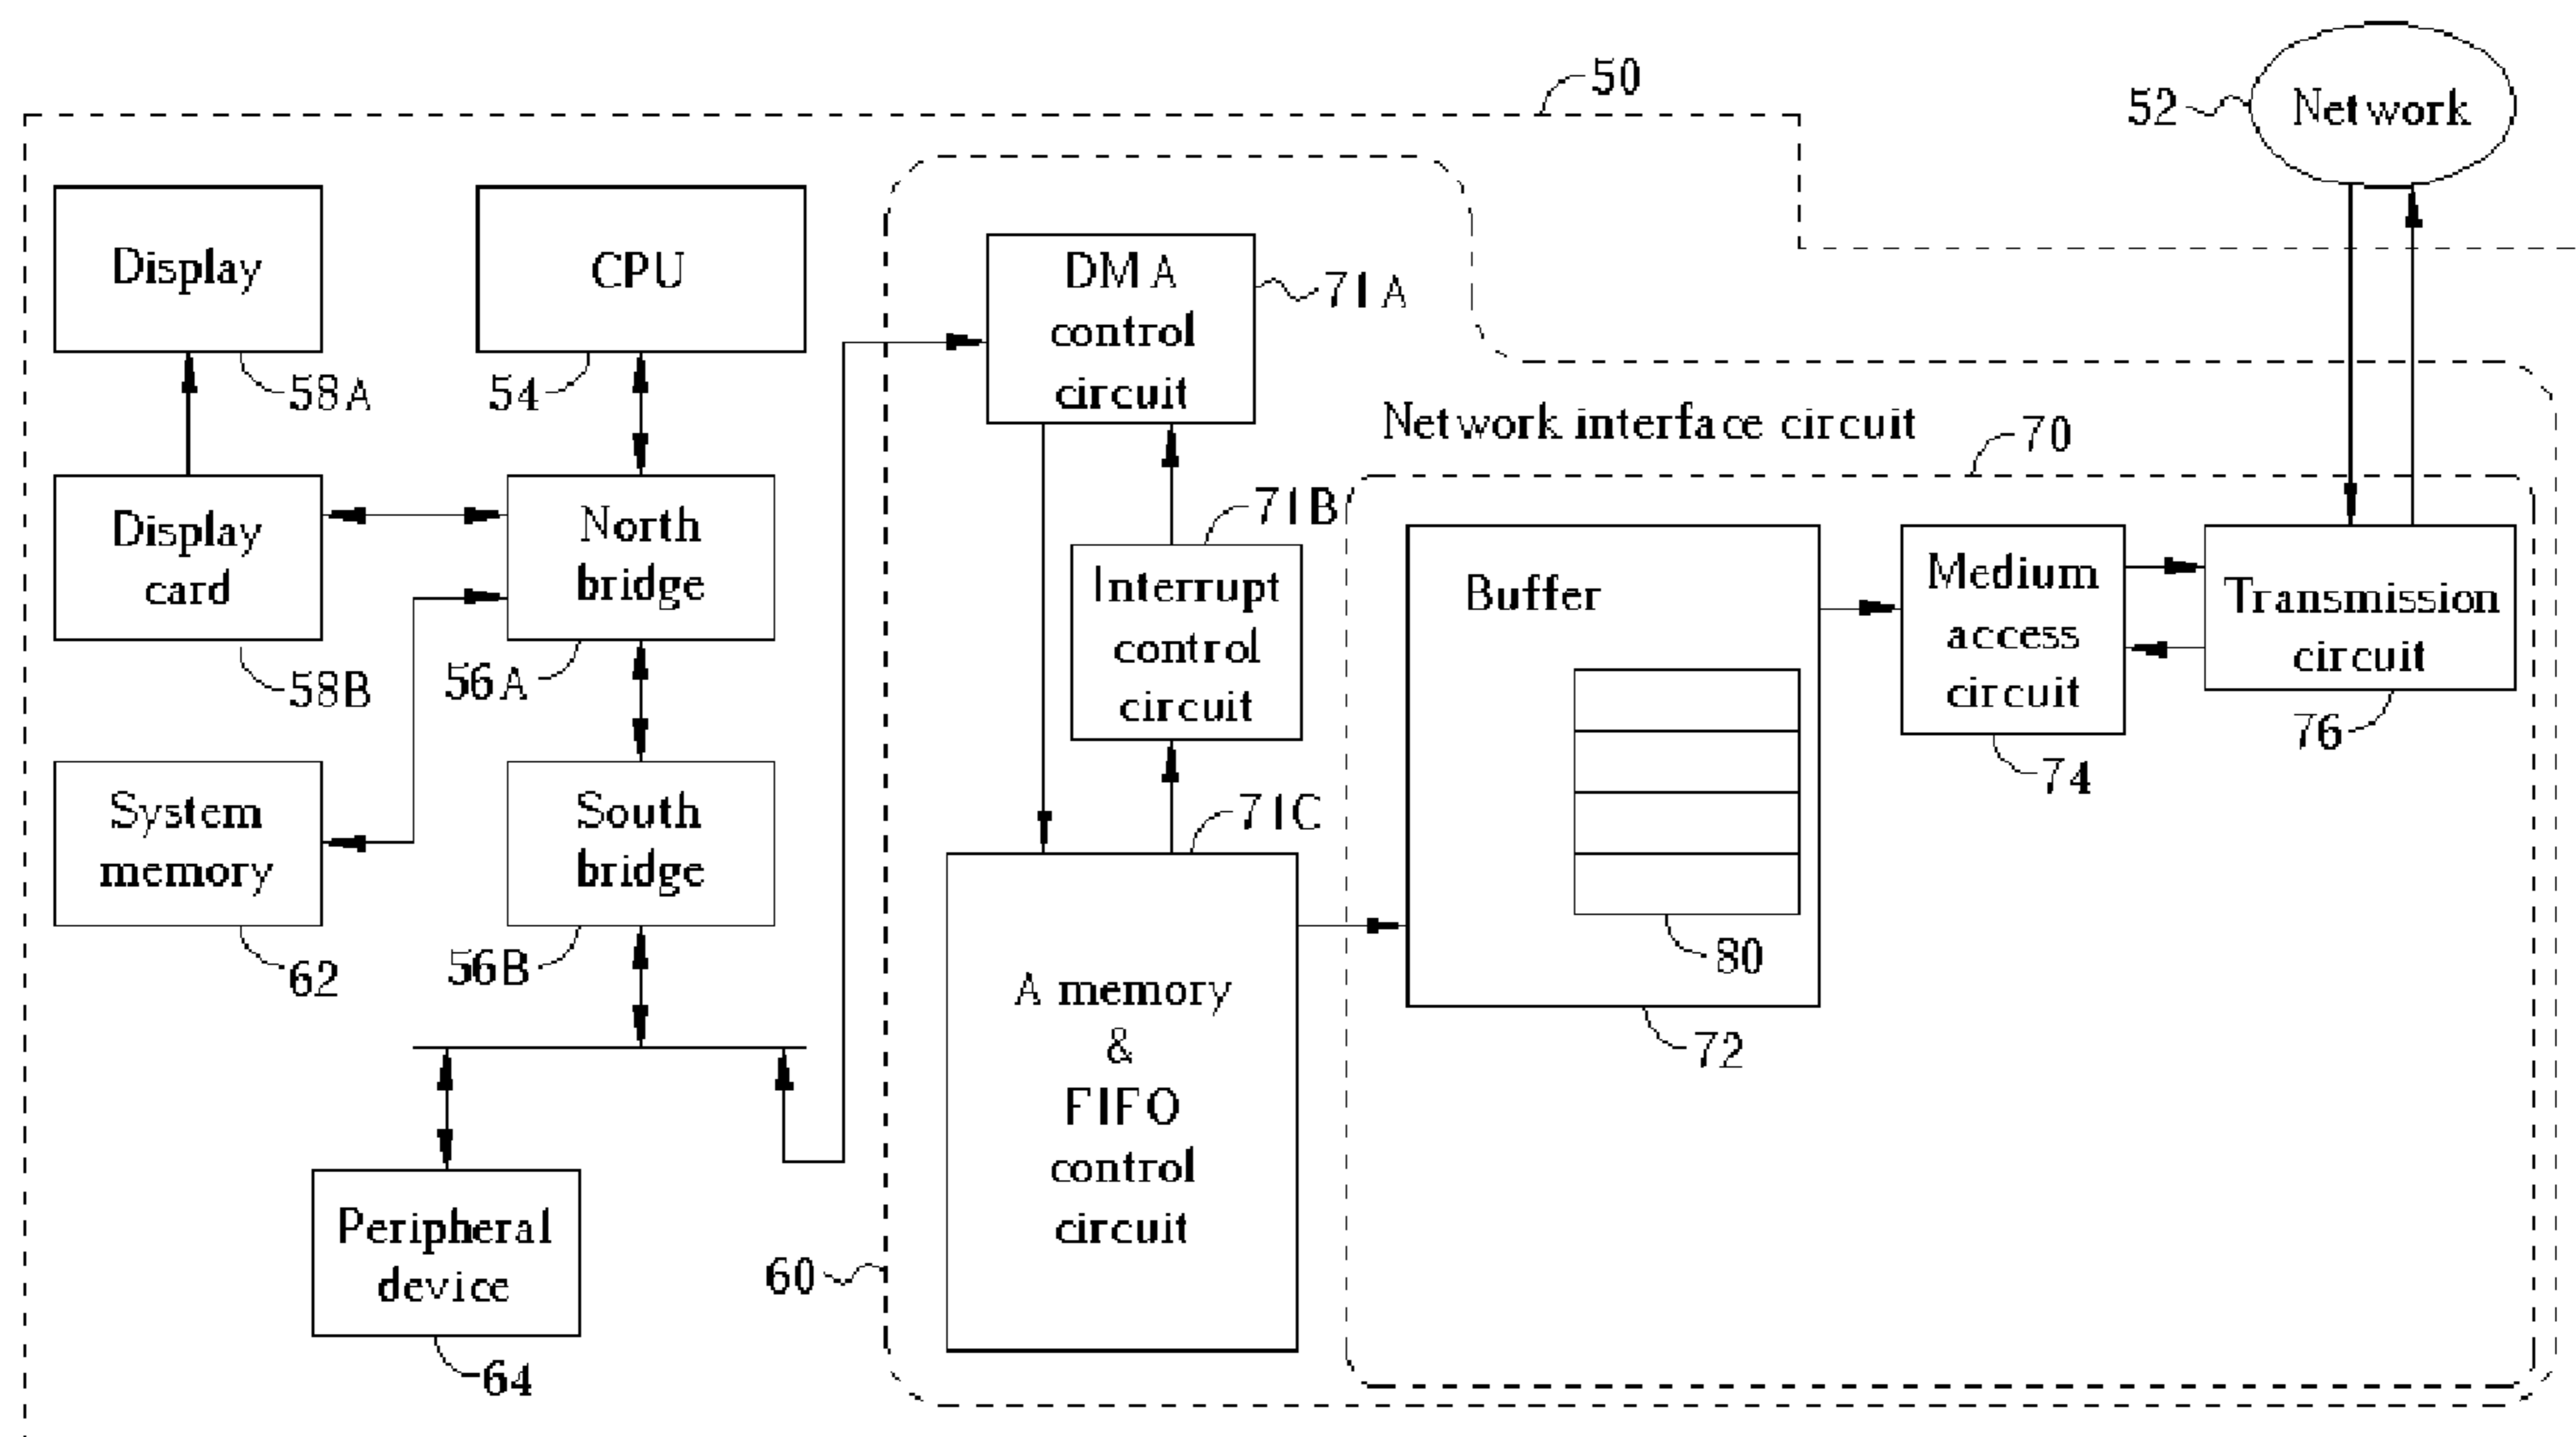 50
52
Network
Display
58A
CPU
54
DMA
control
circuit
71A
Network interface circuit
70
Display
card
58B
North
bridge
56A
71B
Interrupt
control
circuit
Buffer
80
72
Medium
access
circuit
74
Transmission
circuit
76
System
memory
62
South
bridge
56B
71C
A memory
&
FIFO
control
circuit
60
Peripheral
device
64